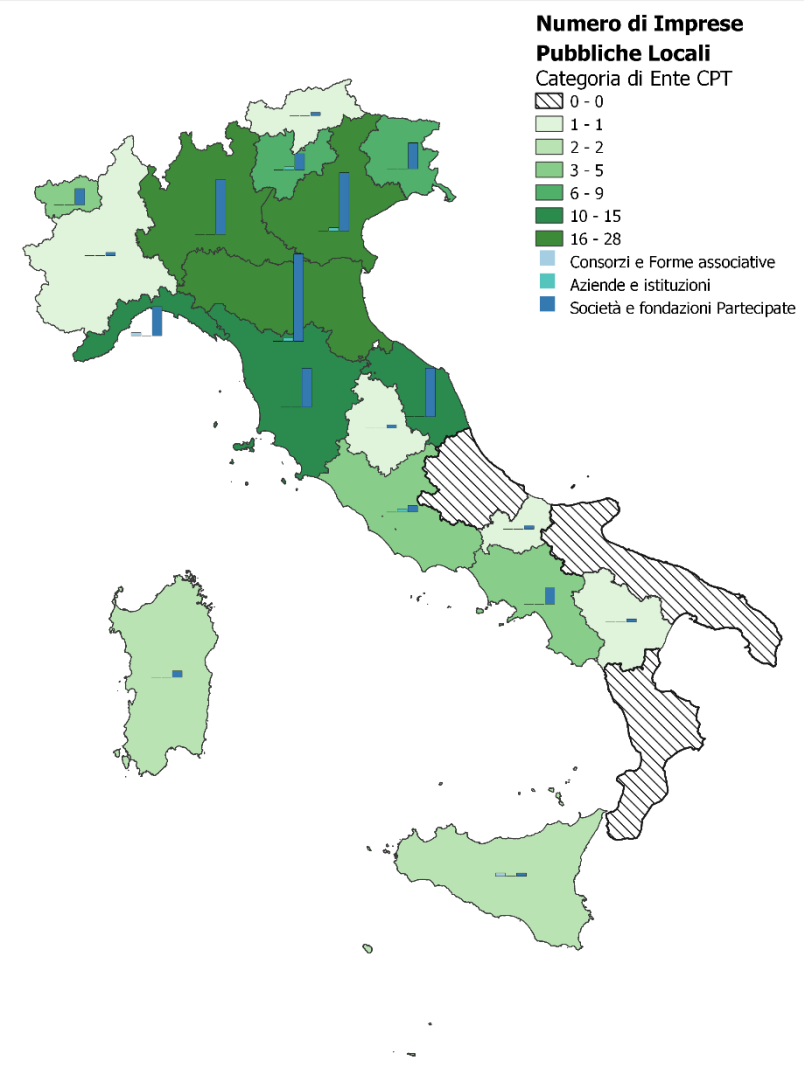 Numero di Imprese
Pubbliche Locali
Categoria di Ente CPT
0 - 0
1 - 1
2 - 2
3 - 5
6 - 9
10 - 15
16 - 28
Consorzi e Forme associative
Aziende e istituzioni
Società e fondazioni Partecipate